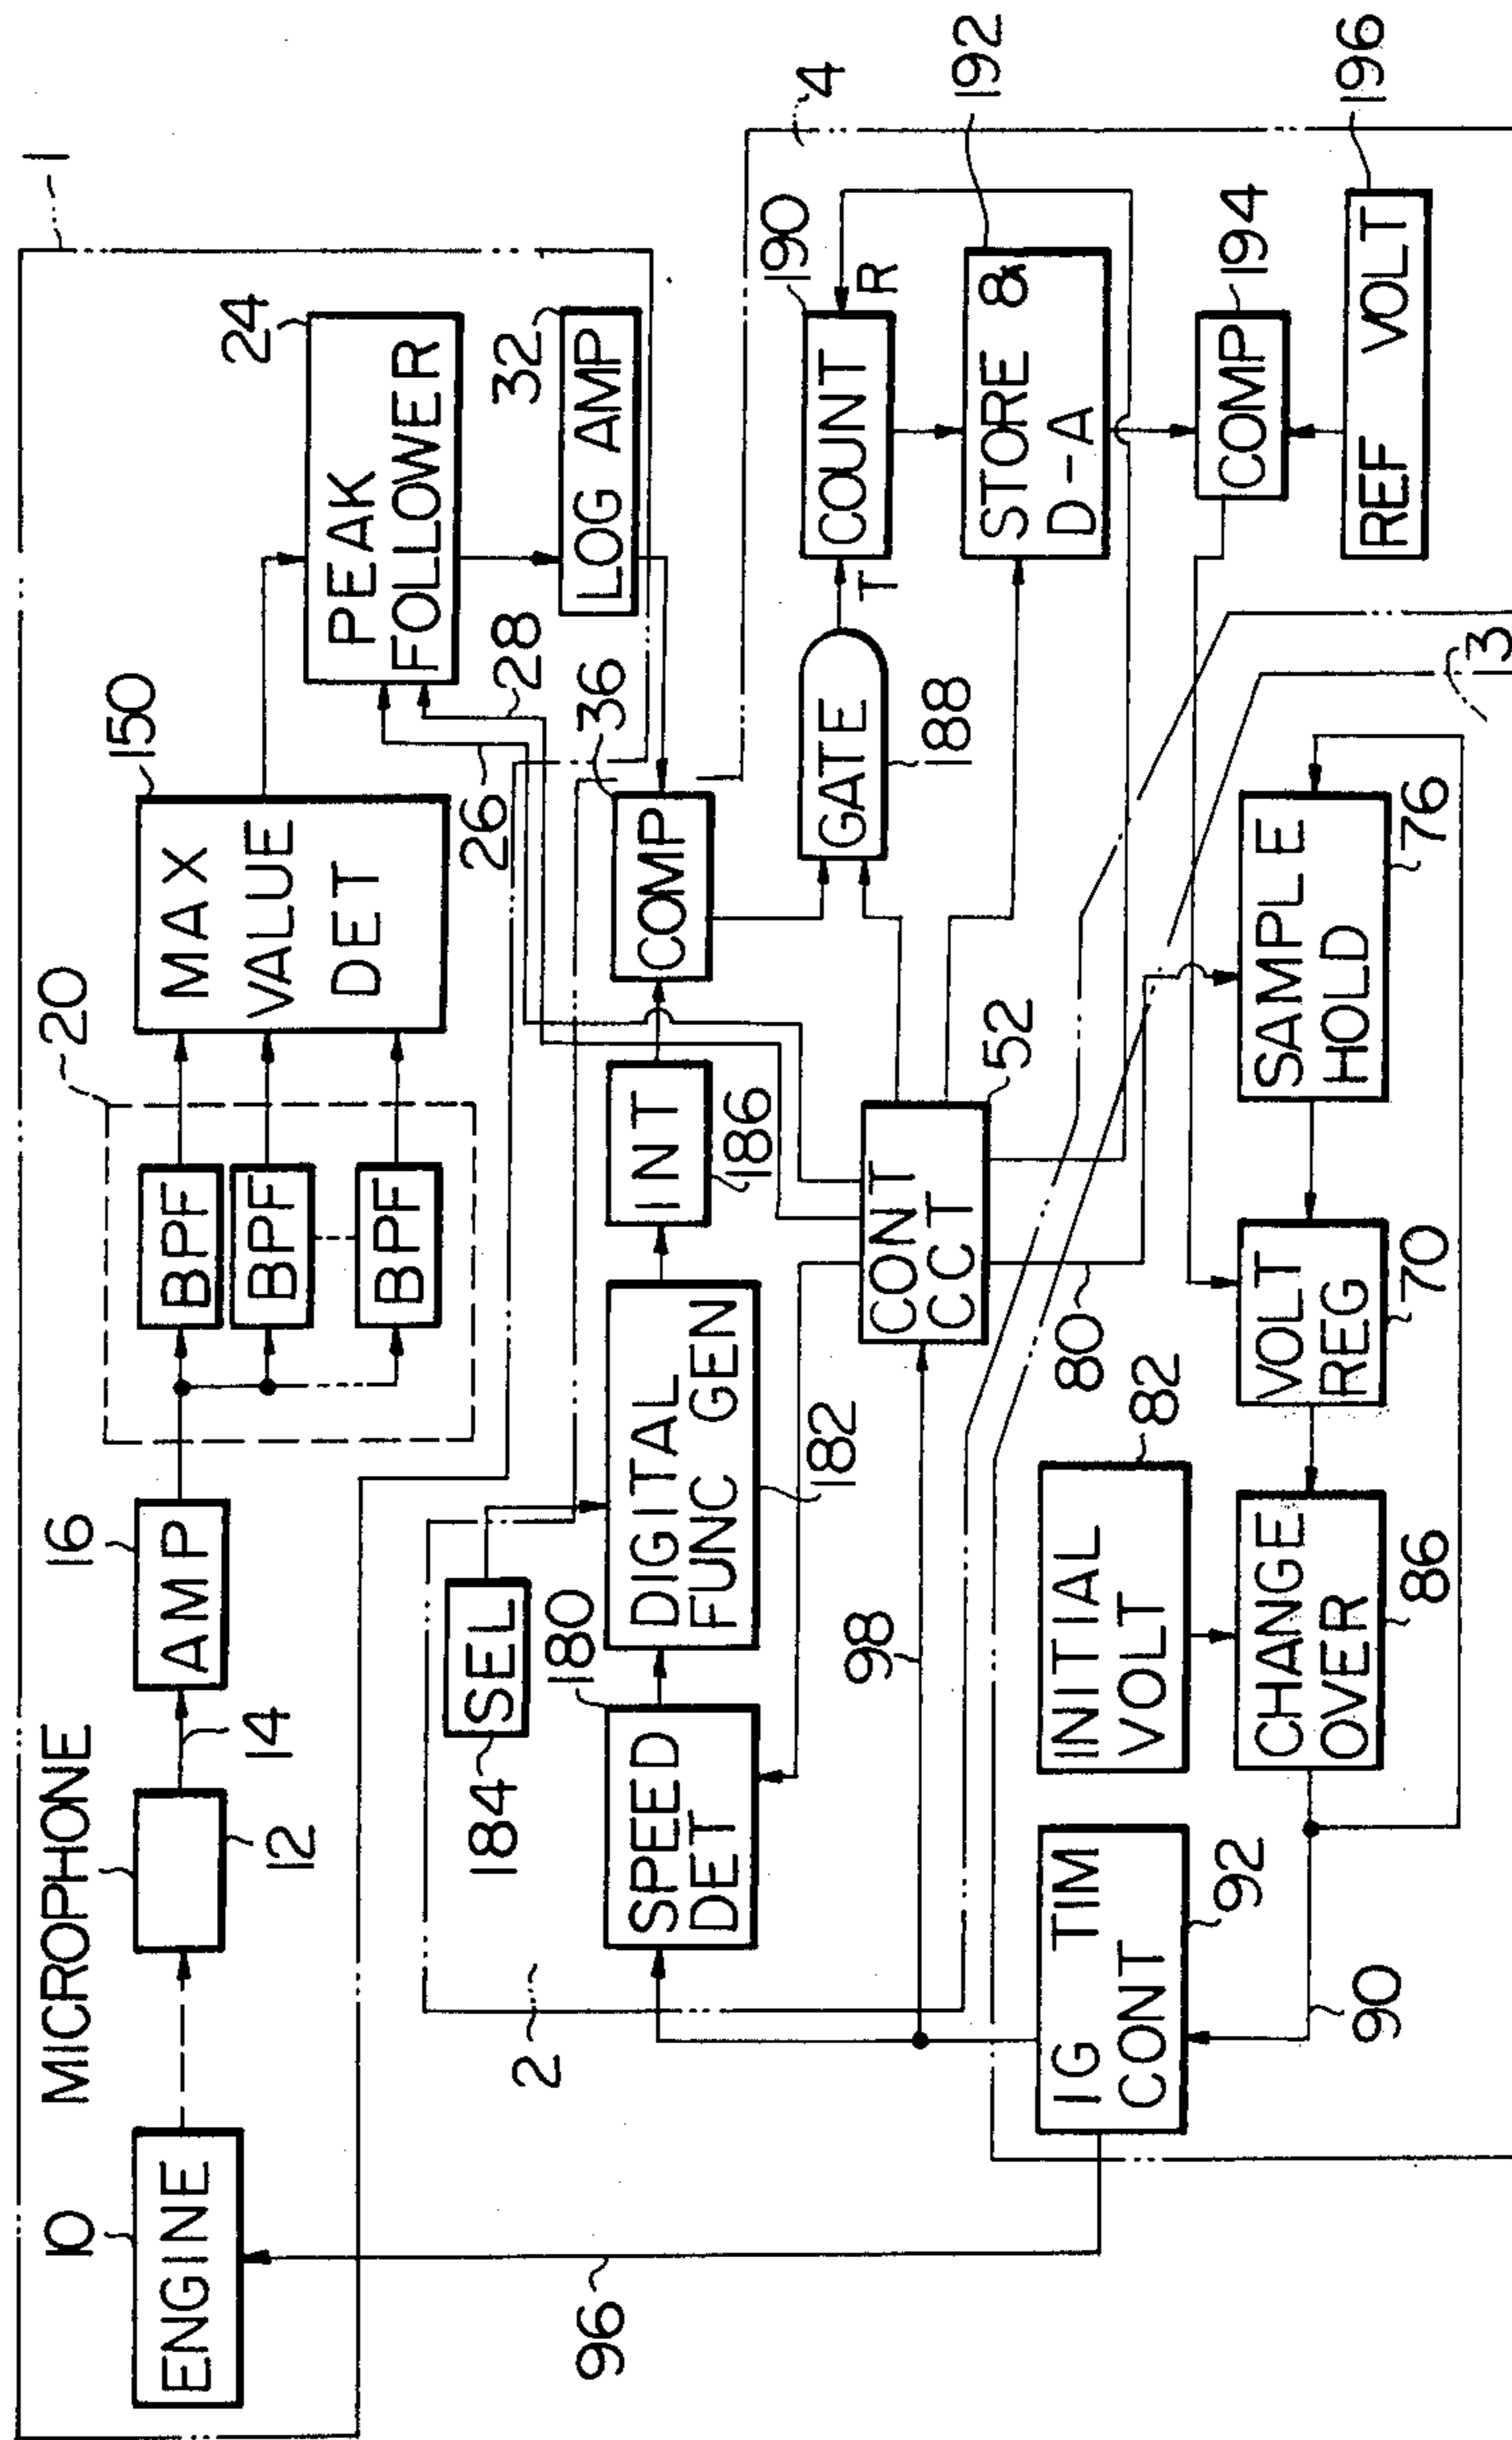 1
MICROPHONE
10
ENGINE
12
14
16
AMP
20
BPF
BPF
BPF
150
MAX
VALUE
DET
24
PEAK
FOLLOWER
26
28
32
LOG AMP
2
184
SEL
180
SPEED
DET
DIGITAL
FUNC GEN
182
INT
186
36
COMP
4
GATE
188
T
COUNT
190
R
STORE &
D-A
192
COMP
194
REF VOLT
196
98
CONT
CCT
52
80
96
IG TIM
CONT
92
90
INITIAL
VOLT
82
CHANGE
OVER
86
VOLT
REG
70
SAMPLE
HOLD
76
3